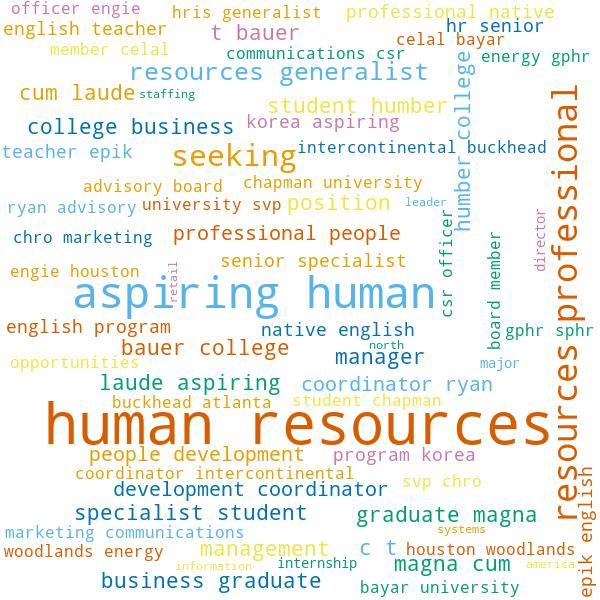 officer engie
hris generalist
professional native
english teacher
t bauer
hr senior
member celal
communications csr
celal bayar
energy gphr
resources generalist
cum laude
staffing
student humber
humber college
resources professional
college business
korea aspiring
teacher epik
seeking
intercontinental buckhead
advisory board
chapman university
ryan advisory
university svp
position
leader
chro marketing
professional people
csr officer
board member
director
engie houston
retail
senior specialist
aspiring human
english program
native english
gphr sphr
bauer college
north
manager
opportunities
major
laude aspiring
coordinator ryan
buckhead atlanta
student chapman
human resources
people development
program korea
coordinator intercontinental
svp chro
epik english
development coordinator
specialist student
graduate magna
marketing communications
systems
woodlands energy
management
c t
houston woodlands
information
internship
magna cum
america
business graduate
bayar university